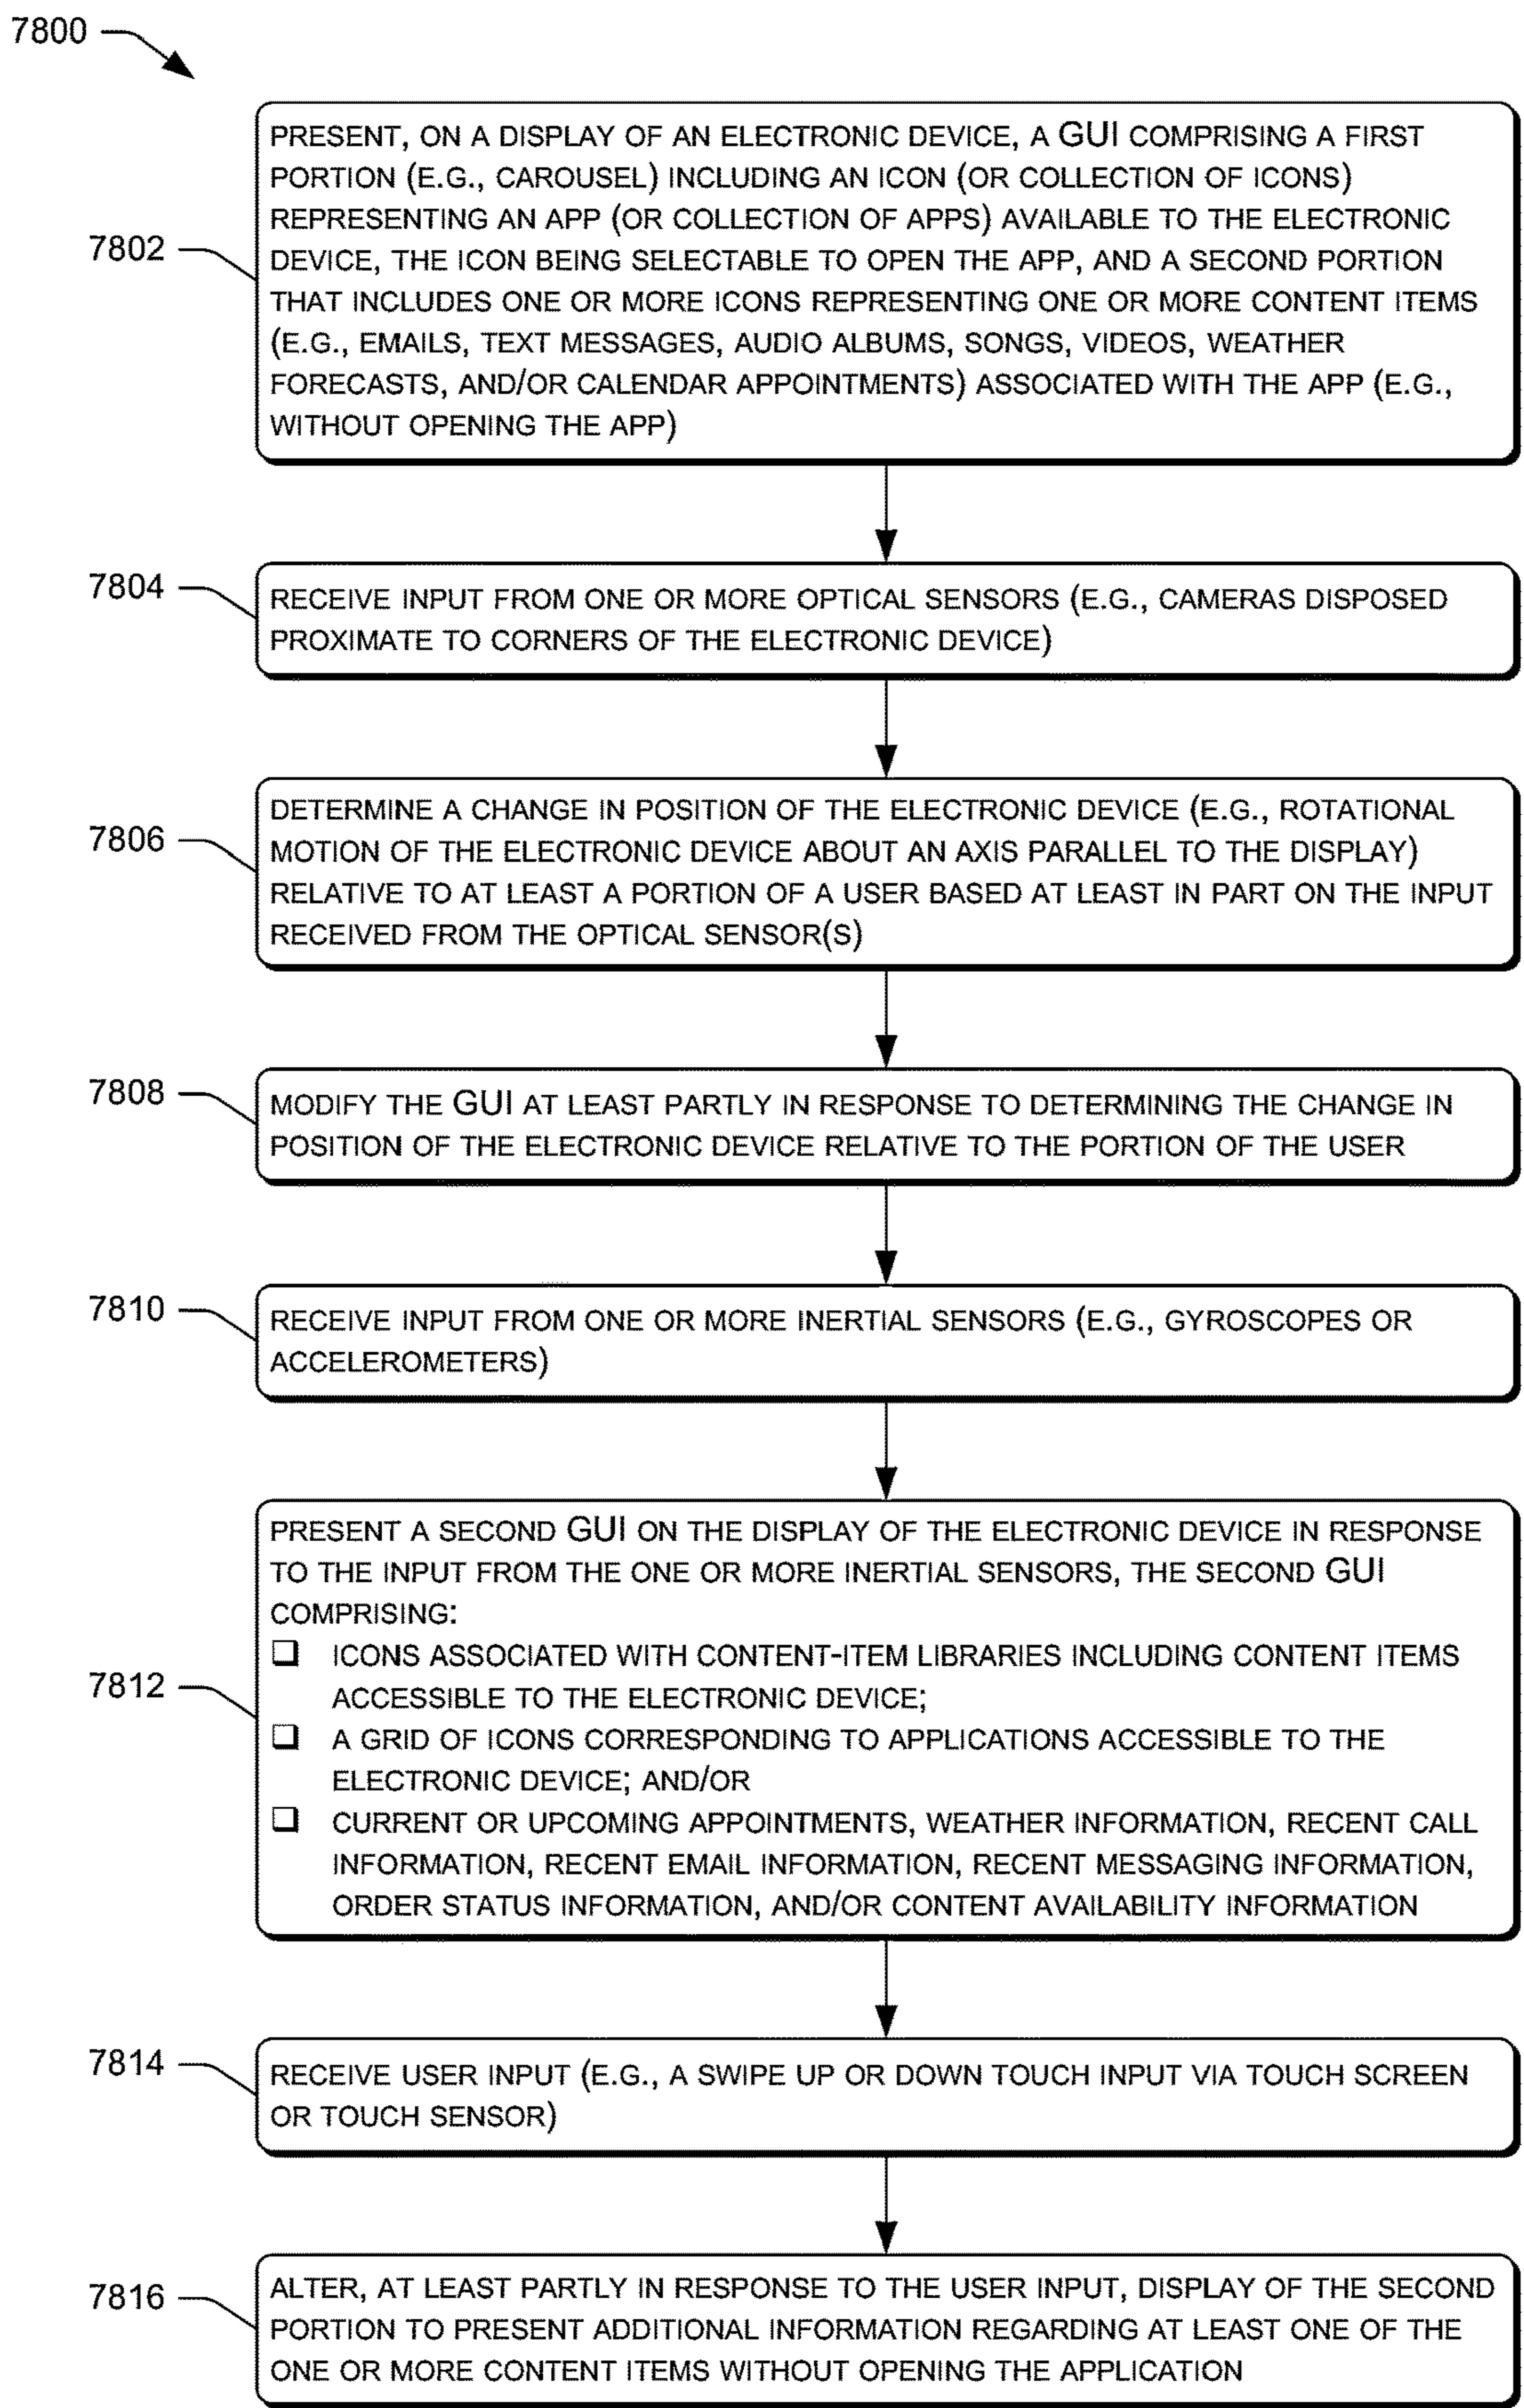 7800
PRESENT, ON A DISPLAY OF AN ELECTRONIC DEVICE, A GUI COMPRISING A FIRST
PORTION (E.G., CAROUSEL) INCLUDING AN ICON (OR COLLECTION OF ICONS)
REPRESENTING AN APP (OR COLLECTION OF APPS) AVAILABLE TO THE ELECTRONIC
7802
DEVICE, THE ICON BEING SELECTABLE TO OPEN THE APP, AND A SECOND PORTION
THAT INCLUDES ONE OR MORE ICONS REPRESENTING ONE OR MORE CONTENT ITEMS
(E.G., EMAILS, TEXT MESSAGES, AUDIO ALBUMS, SONGS, VIDEOS, WEATHER
FORECASTS, AND/OR CALENDAR APPOINTMENTS) ASSOCIATED WITH THE APP (E.G.,
WITHOUT OPENING THE APP)
7804
RECEIVE INPUT FROM ONE OR MORE OPTICAL SENSORS (E.G., CAMERAS DISPOSED
PROXIMATE TO CORNERS OF THE ELECTRONIC DEVICE)
7806
DETERMINE A CHANGE IN POSITION OF THE ELECTRONIC DEVICE (E.G., ROTATIONAL
MOTION OF THE ELECTRONIC DEVICE ABOUT AN AXIS PARALLEL TO THE DISPLAY)
RELATIVE TO AT LEAST A PORTION OF A USER BASED AT LEAST IN PART ON THE INPUT
RECEIVED FROM THE OPTICAL SENSOR(S)
7808
MODIFY THE GUI AT LEAST PARTLY IN RESPONSE TO DETERMINING THE CHANGE IN
POSITION OF THE ELECTRONIC DEVICE RELATIVE TO THE PORTION OF THE USER
7810
RECEIVE INPUT FROM ONE OR MORE INERTIAL SENSORS (E.G., GYROSCOPES OR
ACCELEROMETERS)
7812
PRESENT A SECOND GUI ON THE DISPLAY OF THE ELECTRONIC DEVICE IN RESPONSE
TO THE INPUT FROM THE ONE OR MORE INERTIAL SENSORS, THE SECOND GUI
COMPRISING:
❑ ICONS ASSOCIATED WITH CONTENT-ITEM LIBRARIES INCLUDING CONTENT ITEMS
ACCESSIBLE TO THE ELECTRONIC DEVICE;
❑ A GRID OF ICONS CORRESPONDING TO APPLICATIONS ACCESSIBLE TO THE
ELECTRONIC DEVICE; AND/OR
❑ CURRENT OR UPCOMING APPOINTMENTS, WEATHER INFORMATION, RECENT CALL
INFORMATION, RECENT EMAIL INFORMATION, RECENT MESSAGING INFORMATION,
ORDER STATUS INFORMATION, AND/OR CONTENT AVAILABILITY INFORMATION
7814
RECEIVE USER INPUT (E.G., A SWIPE UP OR DOWN TOUCH INPUT VIA TOUCH SCREEN
OR TOUCH SENSOR)
7816
ALTER, AT LEAST PARTLY IN RESPONSE TO THE USER INPUT, DISPLAY OF THE SECOND
PORTION TO PRESENT ADDITIONAL INFORMATION REGARDING AT LEAST ONE OF THE
ONE OR MORE CONTENT ITEMS WITHOUT OPENING THE APPLICATION